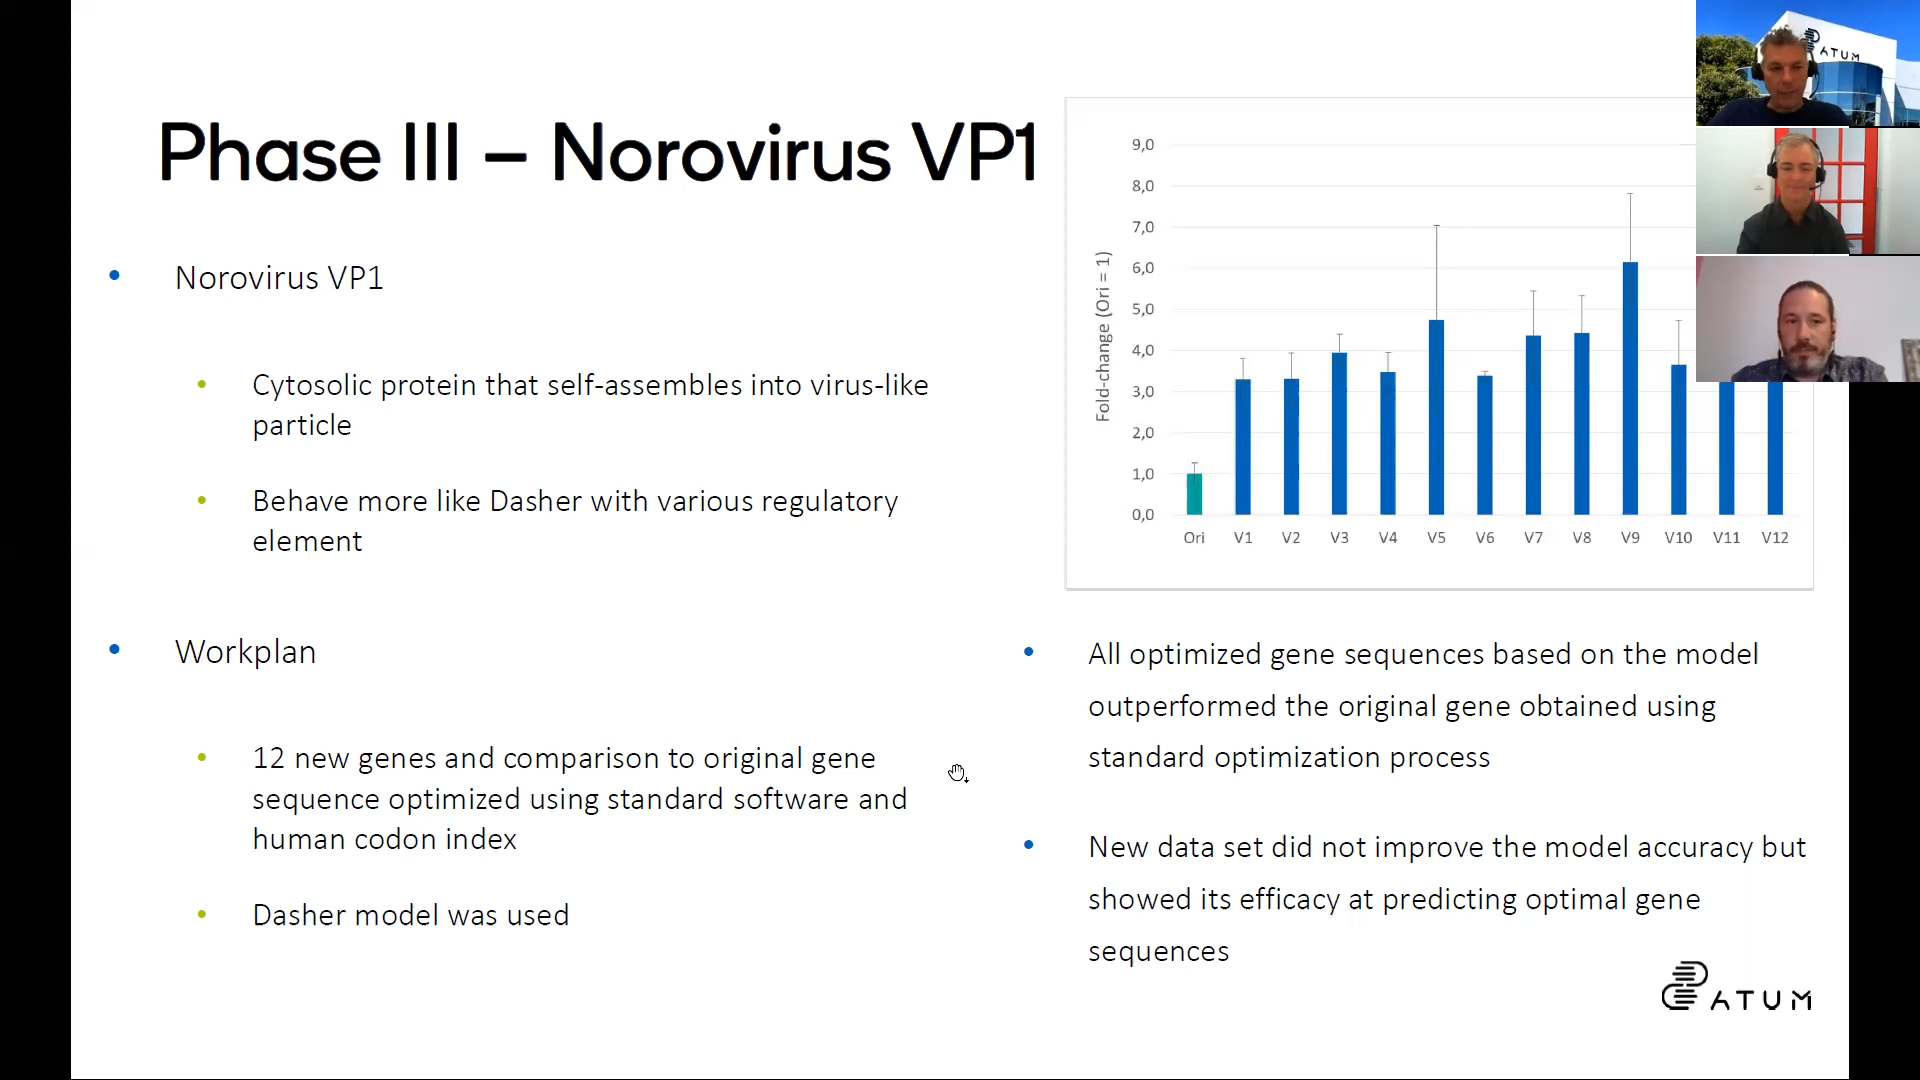 Phase III – Norovirus VP1
Norovirus VP1
Cytosolic protein that self-assembles into virus-like
particle
Behave more like Dasher with various regulatory
element
Workplan
12 new genes and comparison to original gene
sequence optimized using standard software and
human codon index
Dasher model was used
Fold-change (Ori = 1)
9,0
8,0
7,0
6,0
5,0
4,0
3,0
2,0
1,0
0,0
Ori V1 V2 V3 V4 V5 V6 V7 V8 V9 V10 V11 V12
All optimized gene sequences based on the model
outperformed the original gene obtained using
standard optimization process
New data set did not improve the model accuracy but
showed its efficacy at predicting optimal gene
sequences
ATUM
ATUM